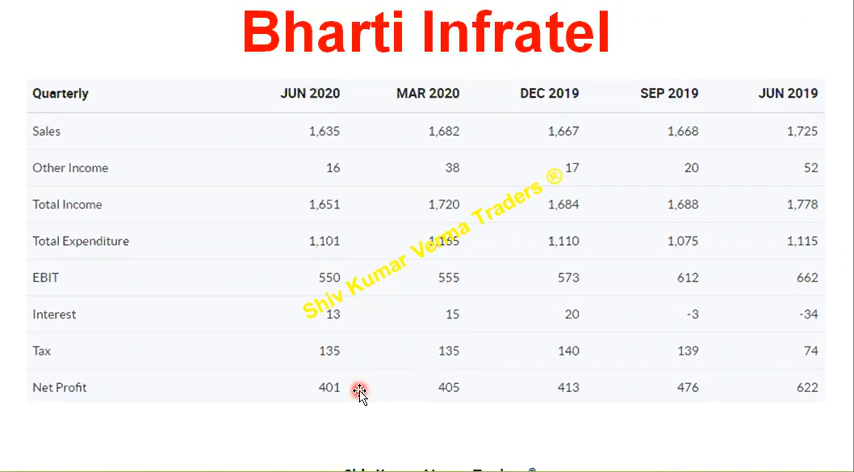 Bharti Infratel
Quarterly JUN 2020 MAR 2020 DEC 2019 SEP 2019 JUN 2019
Sales 1,635 1,682 1,667 1,668 1,725
Other Income 16 38 17 20 52
Total Income 1,651 1,720 1,684 1,688 1,778
Total Expenditure 1,101 1,165 1,110 1,075 1,115
EBIT 550 555 573 612 662
Interest 13 15 20 -3 -34
Tax 135 135 140 139 74
Net Profit 401 405 413 476 622
Shiv Kumar Verma Traders ®